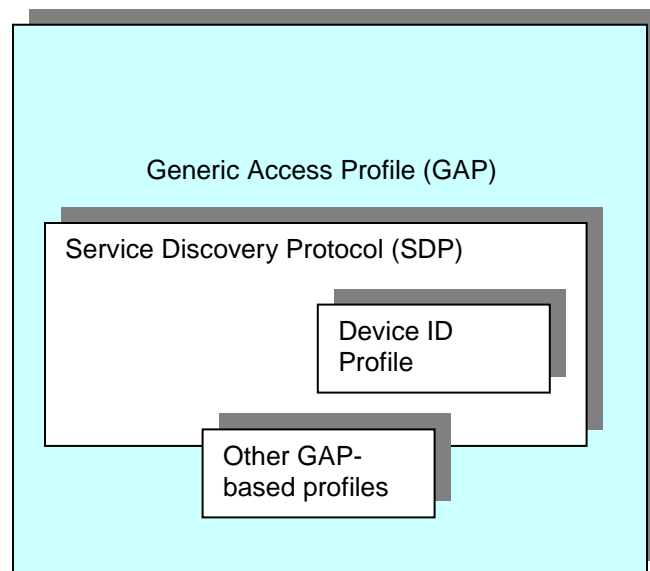 Generic Access Profile (GAP)
Service Discovery Protocol (SDP)
Device ID
Profile
Other GAP-
based profiles